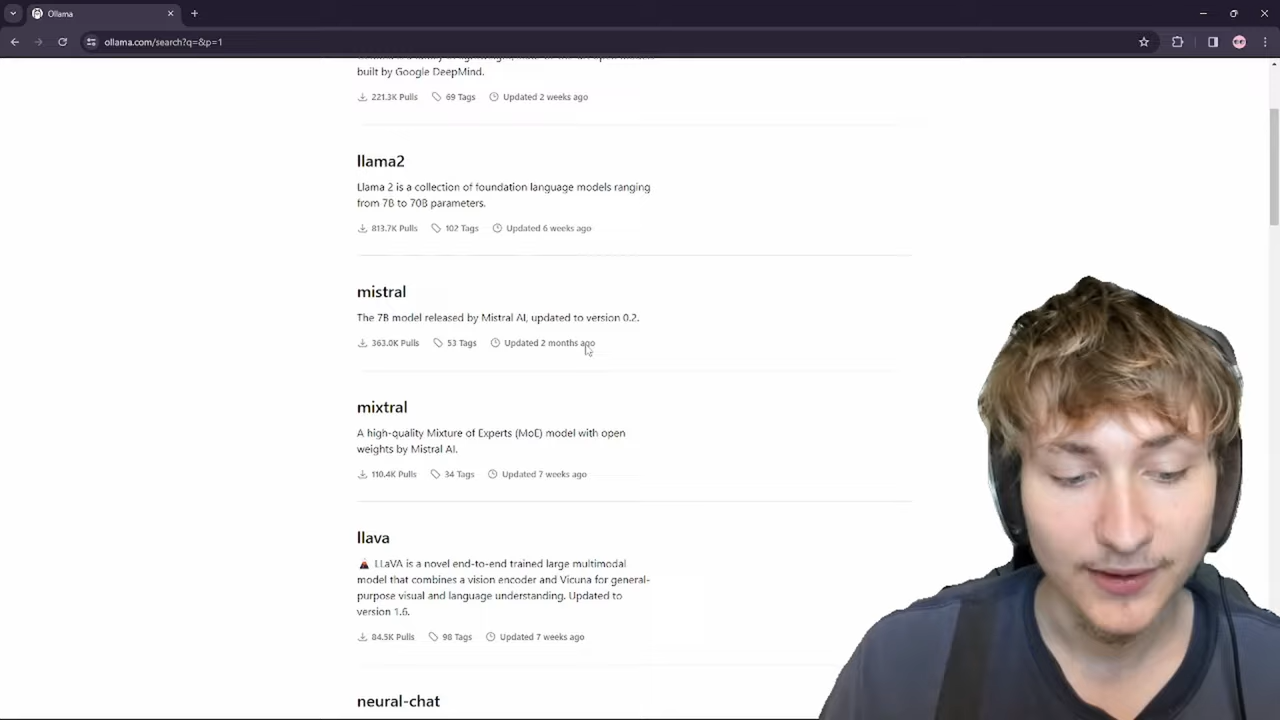 Ollama
ollama.com/search?q=&p=1
built by Google DeepMind.
221.3K Pulls 69 Tags Updated 2 weeks ago
llama2
Llama 2 is a collection of foundation language models ranging
from 7B to 70B parameters.
813.7K Pulls 102 Tags Updated 6 weeks ago
mistral
The 7B model released by Mistral AI, updated to version 0.2.
363.0K Pulls 53 Tags Updated 2 months ago
mixtral
A high-quality Mixture of Experts (MoE) model with open
weights by Mistral AI.
110.4K Pulls 34 Tags Updated 7 weeks ago
llava
🌋 LLaVA is a novel end-to-end trained large multimodal
model that combines a vision encoder and Vicuna for general-
purpose visual and language understanding. Updated to
version 1.6.
84.5K Pulls 98 Tags Updated 7 weeks ago
neural-chat